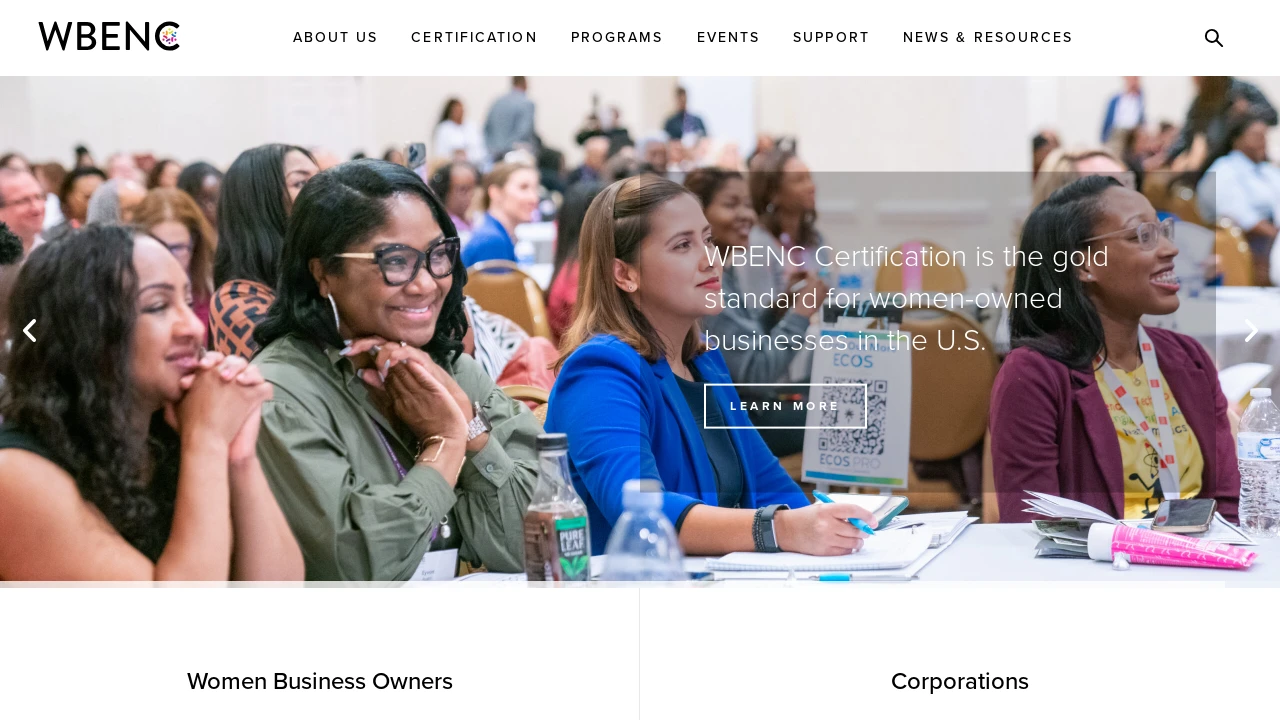 WBENC
ABOUT US
CERTIFICATION
PROGRAMS
EVENTS
SUPPORT
NEWS & RESOURCES
WBENC Certification is the gold
standard for women-owned
businesses in the U.S.
LEARN MORE
ECOS
ECOS PRO
PURE
LEAF
Women Business Owners
Corporations